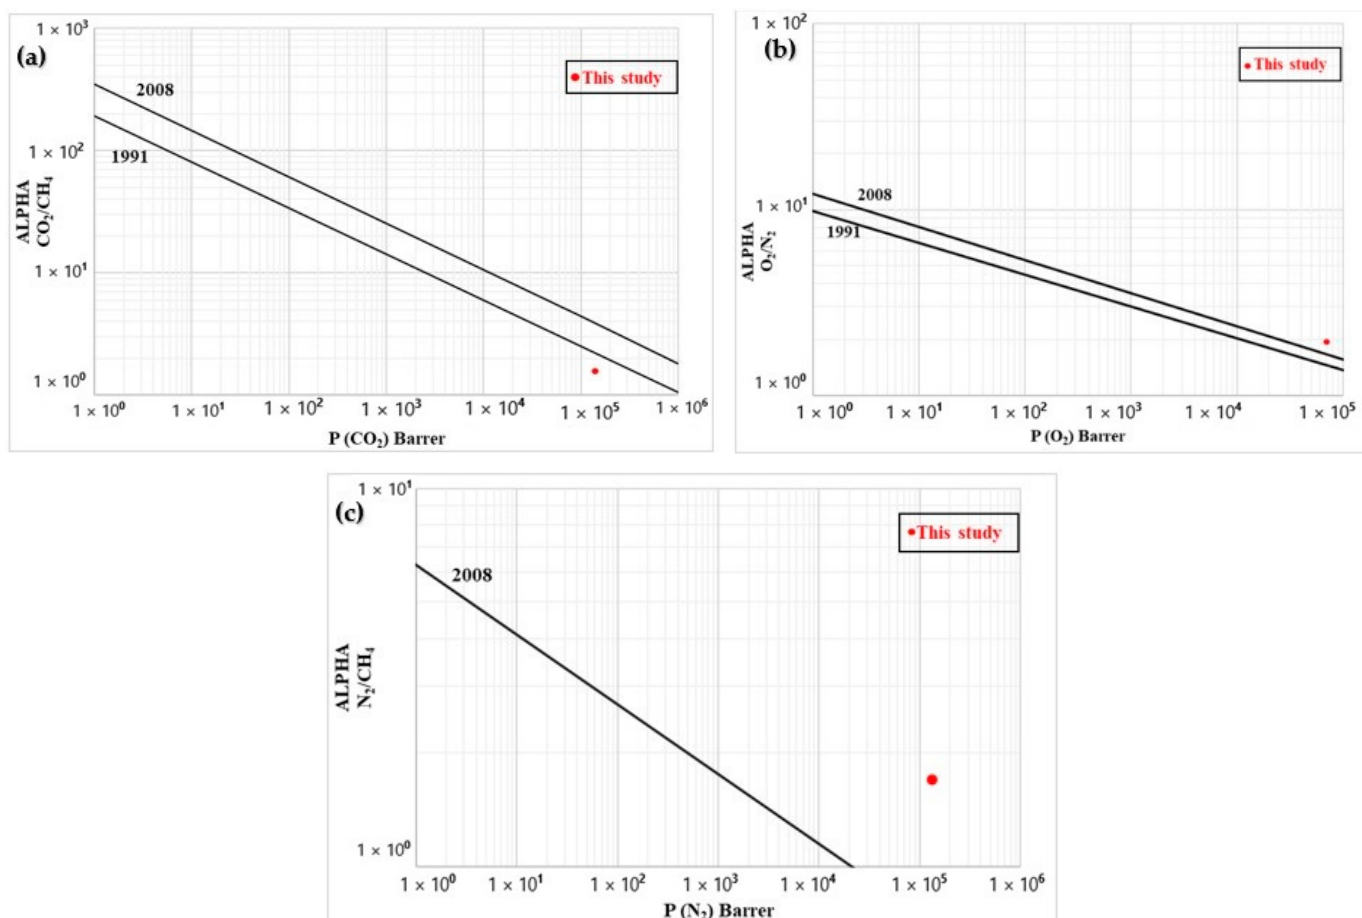 (a)
1 × 10³
This study
2008
1 × 10²
1991
ALPHA
CO₂/CH₄
1 × 10¹
1 × 10⁰
1 × 10⁰ 1 × 10¹ 1 × 10² 1 × 10³ 1 × 10⁴ 1 × 10⁵ 1 × 10⁶
P (CO₂) Barrer
(b)
1 × 10²
This study
2008
1 × 10¹
1991
ALPHA
O₂/N₂
1 × 10⁰
1 × 10⁰ 1 × 10¹ 1 × 10² 1 × 10³ 1 × 10⁴ 1 × 10⁵
P (O₂) Barrer
(c)
1 × 10¹
This study
2008
ALPHA
N₂/CH₄
1 × 10⁰
1 × 10⁰ 1 × 10¹ 1 × 10² 1 × 10³ 1 × 10⁴ 1 × 10⁵ 1 × 10⁶
P (N₂) Barrer